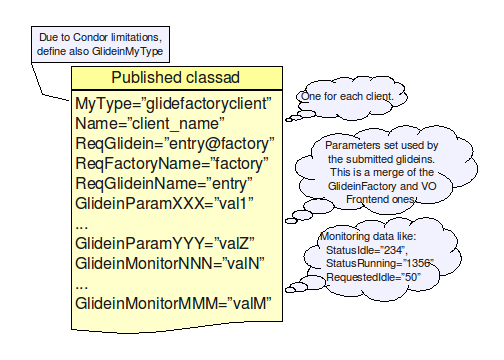 Due to Condor limitations,
define also GlideinMyType
Published classad
MyType="glidefactoryclient"
Name="client_name"
ReqGlidein="entry@factory"
ReqFactoryName="factory"
ReqGlideinName="entry"
GlideinParamXXX="val1"
...
GlideinParamYYY="valZ"
GlideinMonitorNNN="valN"
...
GlideinMonitorMMM="valM"
One for each client.
Parameters set used by
the submitted glideins.
This is a merge of the
GlideinFactory and VO
Frontend ones
Monitoring data like:
StatusIdle="234",
StatusRunning="1356"
RequestedIdle="50"